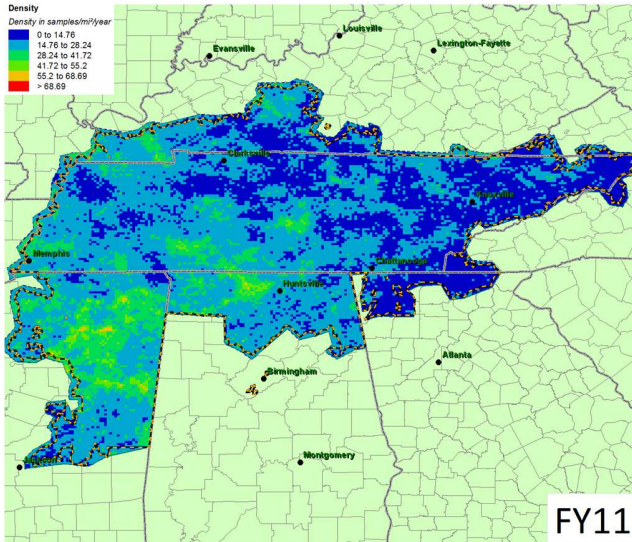 Density
Density in samples/mi²/year
0 to 14.76
14.76 to 28.24
28.24 to 41.72
41.72 to 55.2
55.2 to 68.69
> 68.69
Louisville
Evansville
Lexington-Fayette
Clarksville
Knoxville
Memphis
Chattanooga
Huntsville
Atlanta
Birmingham
Montgomery
Jackson
FY11